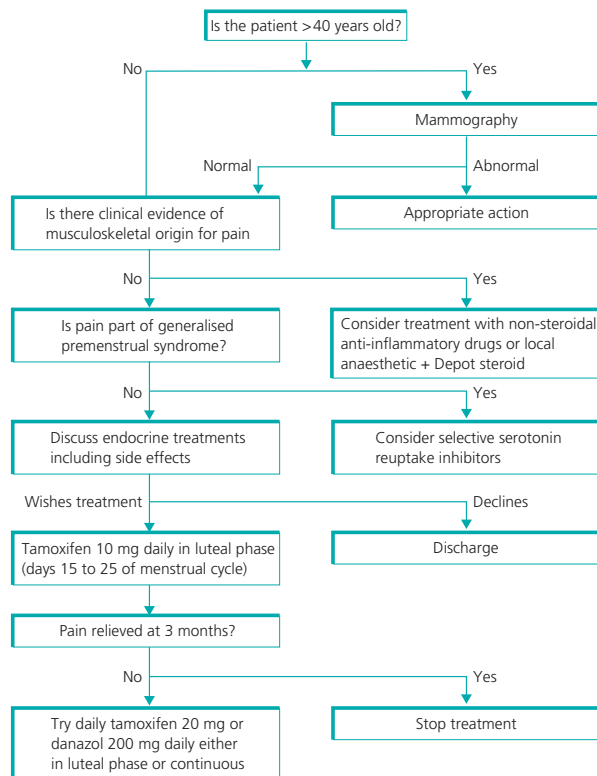 Is the patient >40 years old?
No
Yes
Mammography
Normal
Abnormal
Is there clinical evidence of
musculoskeletal origin for pain
Appropriate action
No
Yes
Is pain part of generalised
premenstrual syndrome?
Consider treatment with non-steroidal
anti-inflammatory drugs or local
anaesthetic + Depot steroid
No
Yes
Discuss endocrine treatments
including side effects
Consider selective serotonin
reuptake inhibitors
Wishes treatment
Declines
Tamoxifen 10 mg daily in luteal phase
(days 15 to 25 of menstrual cycle)
Discharge
Pain relieved at 3 months?
No
Yes
Try daily tamoxifen 20 mg or
danazol 200 mg daily either
in luteal phase or continuous
Stop treatment